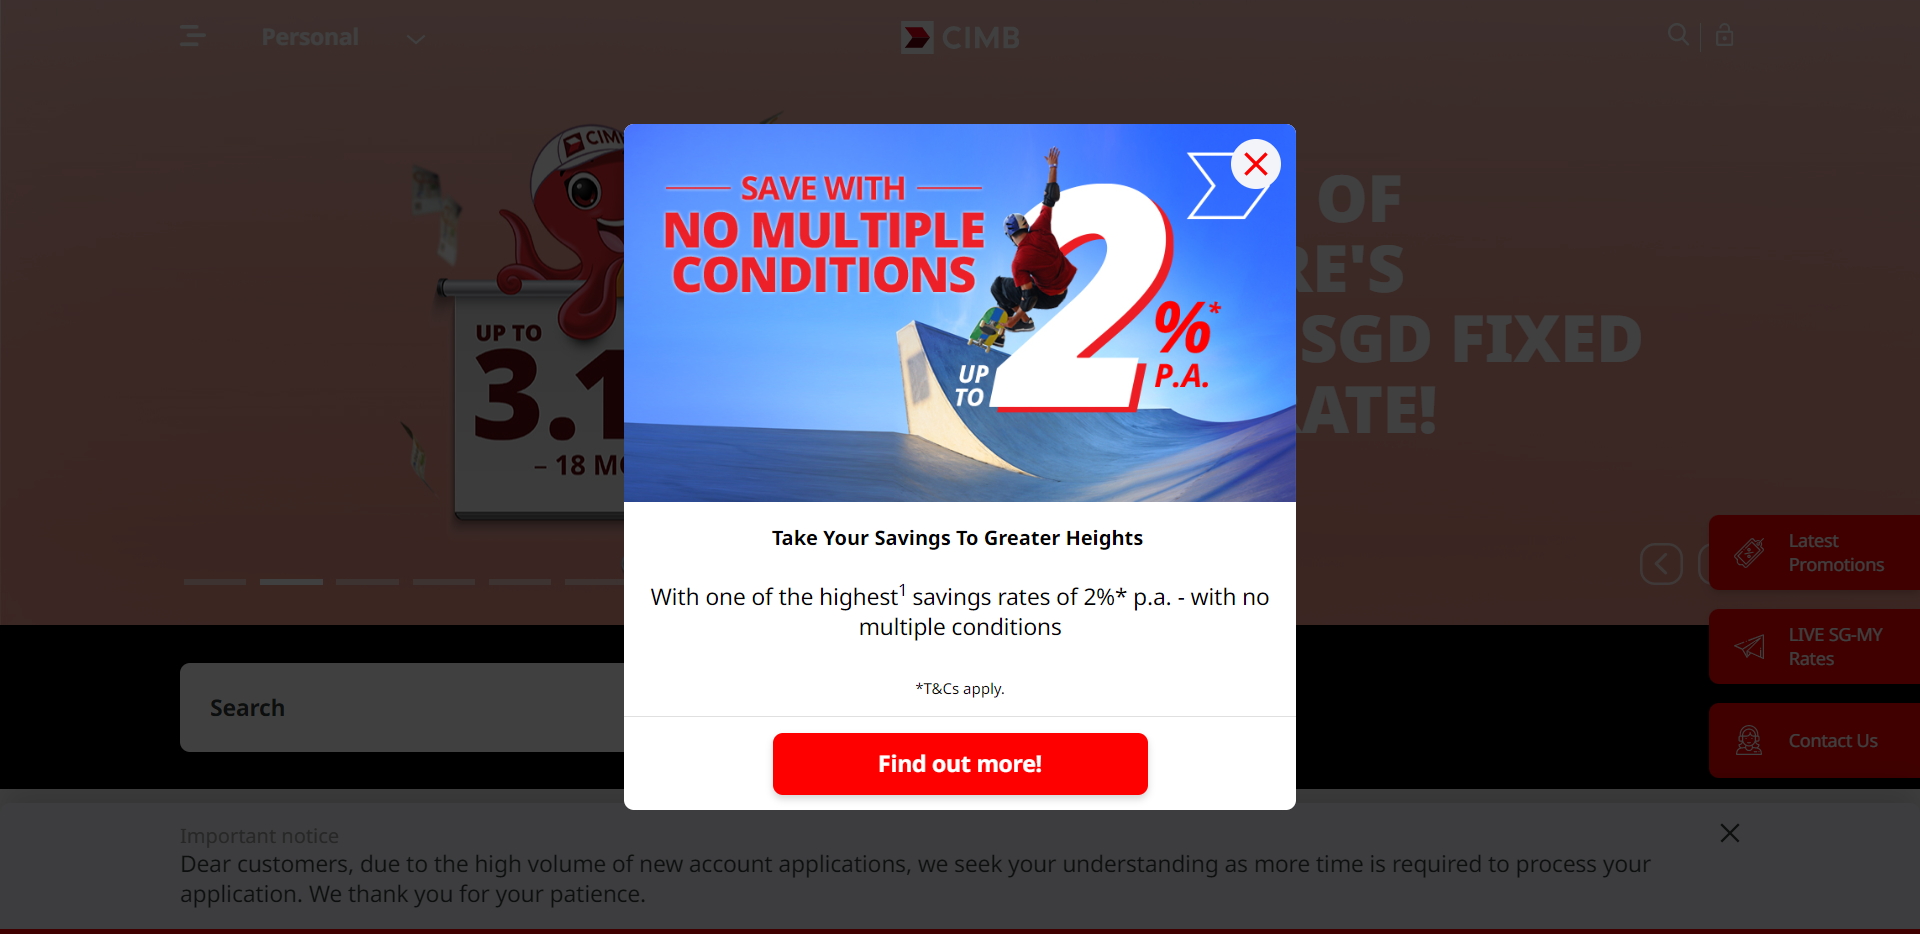 Personal
CIMB
CIM
UP TO
3.1
– 18 M
OF
RE'S
SGD FIXED
ATE!
SAVE WITH
NO MULTIPLE
CONDITIONS
UP
TO
2%*
P.A.
Take Your Savings To Greater Heights
With one of the highest1 savings rates of 2%* p.a. - with no
multiple conditions
*T&Cs apply.
Find out more!
Latest
Promotions
LIVE SG-MY
Rates
Contact Us
Search
Important notice
Dear customers, due to the high volume of new account applications, we seek your understanding as more time is required to process your
application. We thank you for your patience.